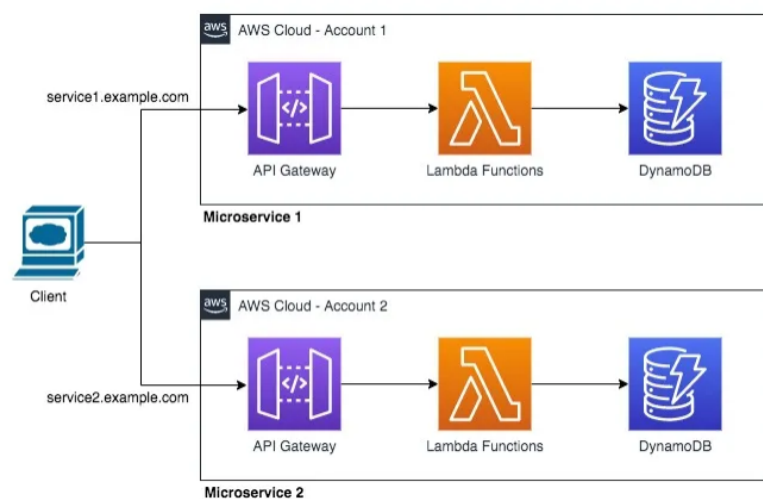 aws AWS Cloud - Account 1
service1.example.com
</>
API Gateway
Lambda Functions
DynamoDB
Microservice 1
Client
aws AWS Cloud - Account 2
service2.example.com
</>
API Gateway
Lambda Functions
DynamoDB
Microservice 2